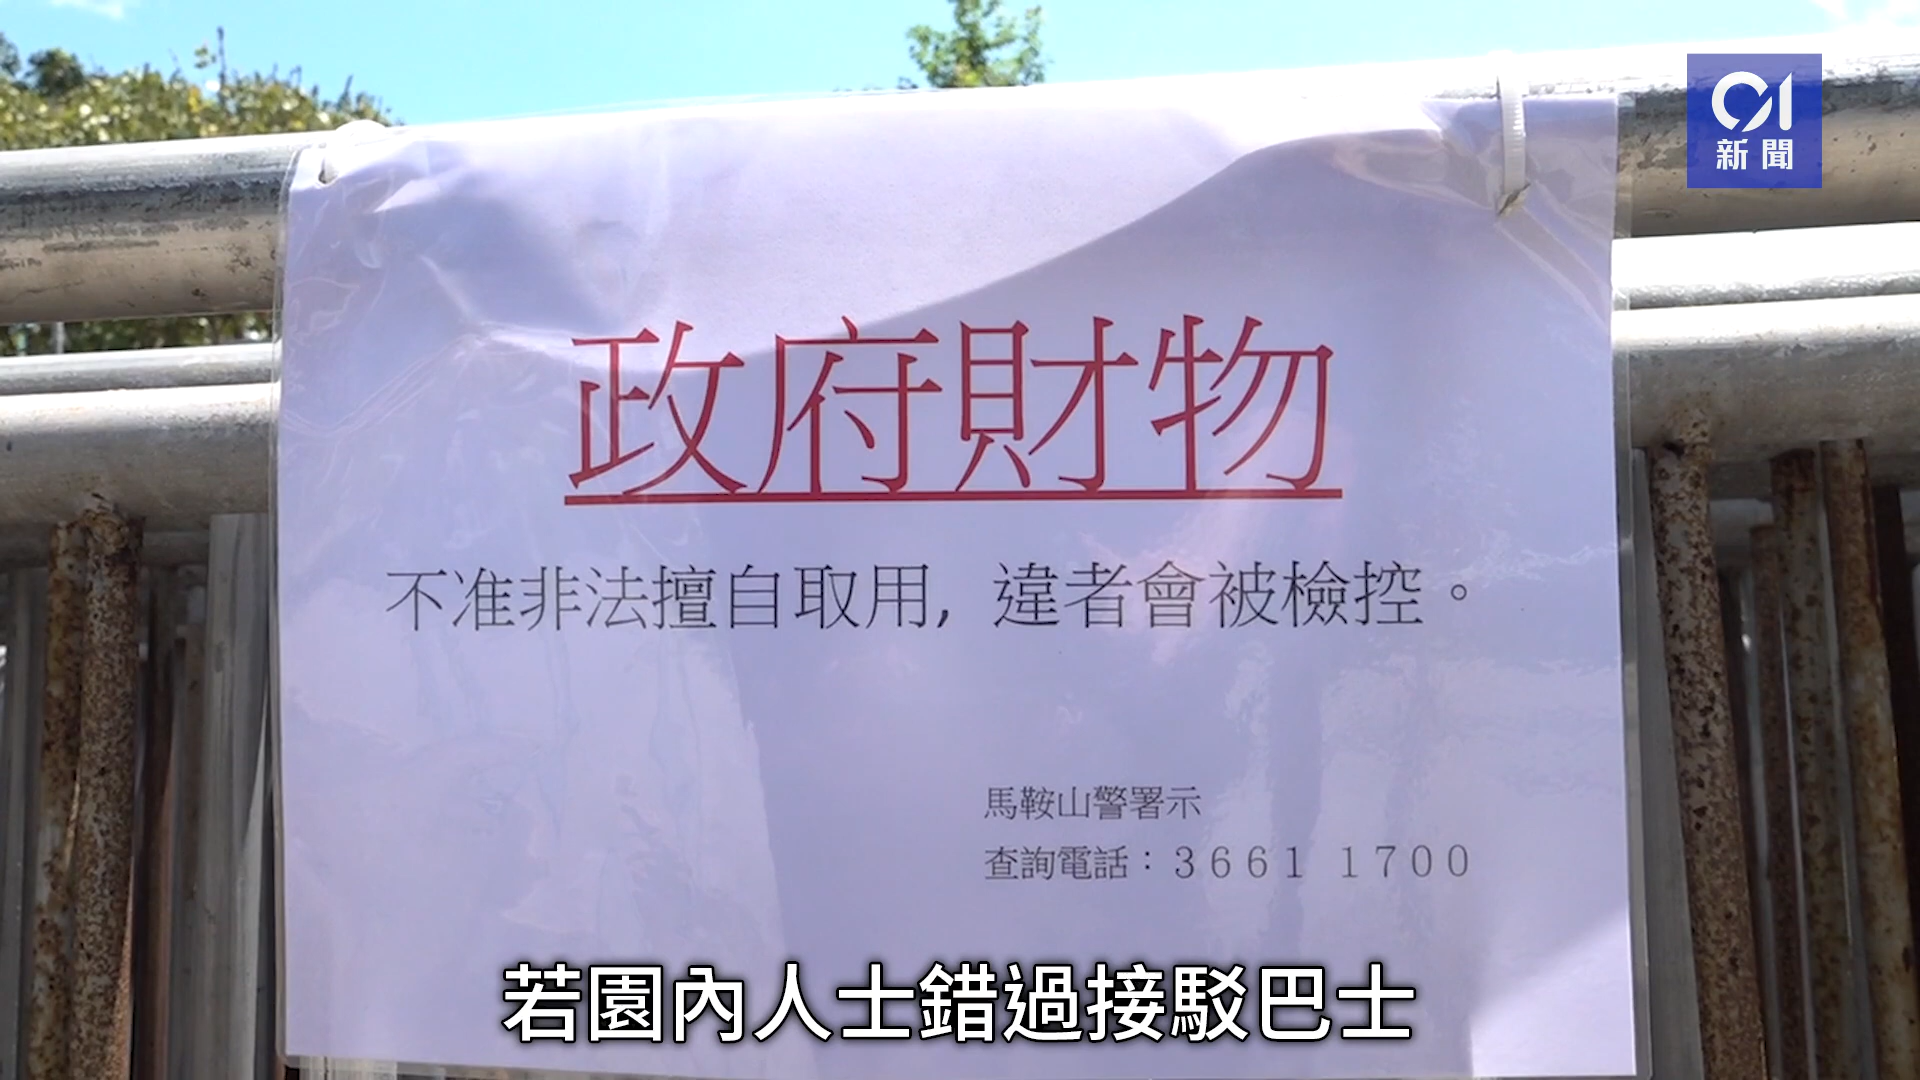 01
新聞
政府財物
不准非法擅自取用, 違者會被檢控。
馬鞍山警署示
查詢電話：3661 1700
若園內人士錯過接駁巴士